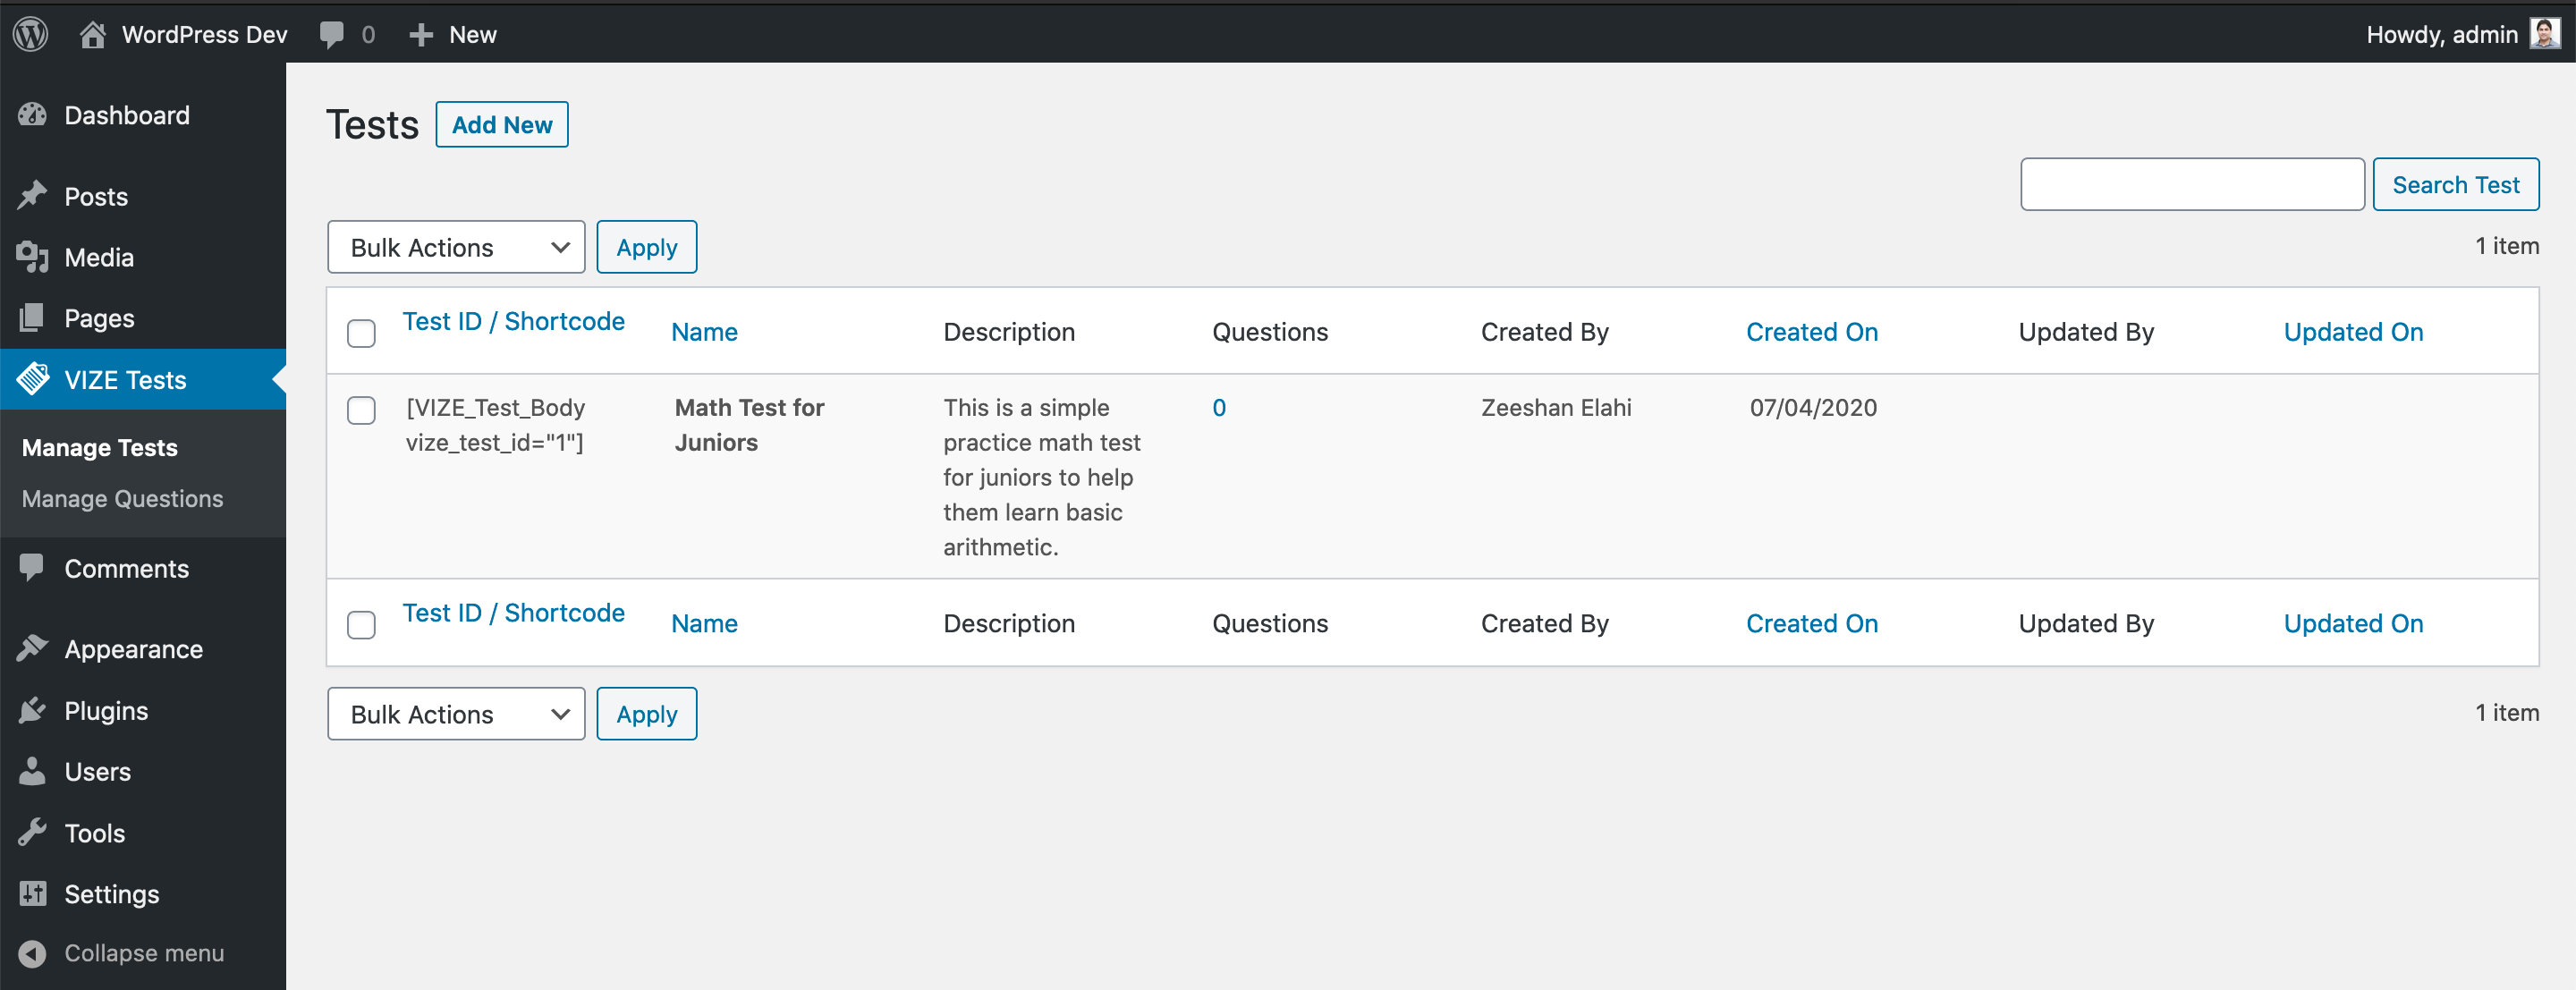 WordPress Dev
0
New
Howdy, admin
Dashboard
Posts
Media
Pages
VIZE Tests
Manage Tests
Manage Questions
Comments
Appearance
Plugins
Users
Tools
Settings
Collapse menu
Tests
Add New
Search Test
Bulk Actions
Apply
1 item
Test ID / Shortcode
Name
Description
Questions
Created By
Created On
Updated By
Updated On
[VIZE_Test_Body
vize_test_id="1"]
Math Test for
Juniors
This is a simple
practice math test
for juniors to help
them learn basic
arithmetic.
0
Zeeshan Elahi
07/04/2020
Test ID / Shortcode
Name
Description
Questions
Created By
Created On
Updated By
Updated On
Bulk Actions
Apply
1 item